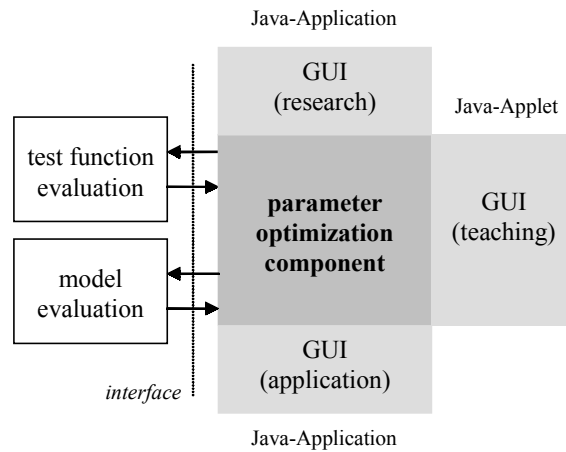 Java-Application
GUI
(research)
Java-Applet
test function
evaluation
parameter
optimization
component
GUI
(teaching)
model
evaluation
GUI
(application)
interface
Java-Application